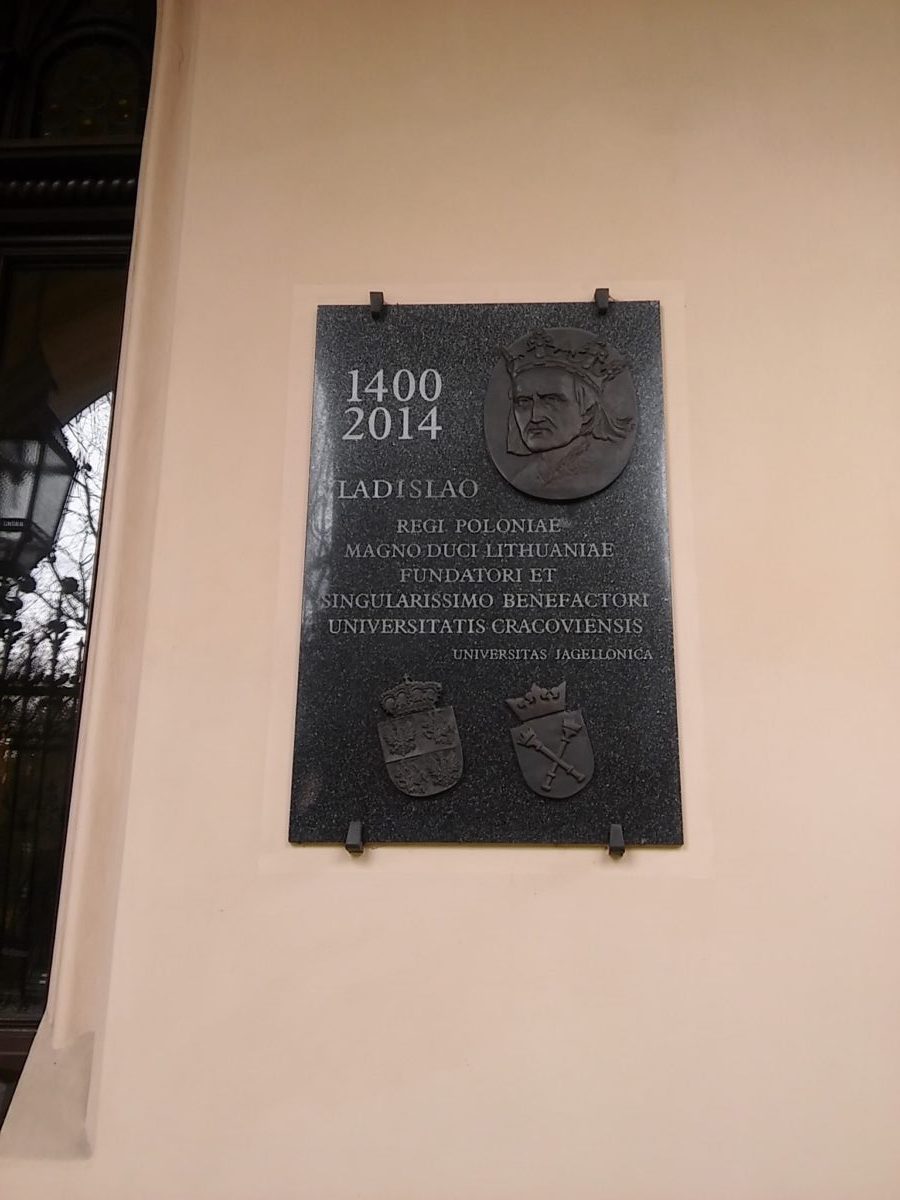 1400
2014
LADISLAO
REGI POLONIAE
MAGNO DUCI LITHUANIAE
FUNDATORI ET
SINGULARISSIMO BENEFACTORI
UNIVERSITATIS CRACOVIENSIS
UNIVERSITAS JAGELLONICA